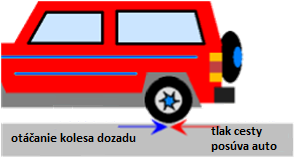 otáčanie kolesa dozadu
tlak cesty
posúva auto